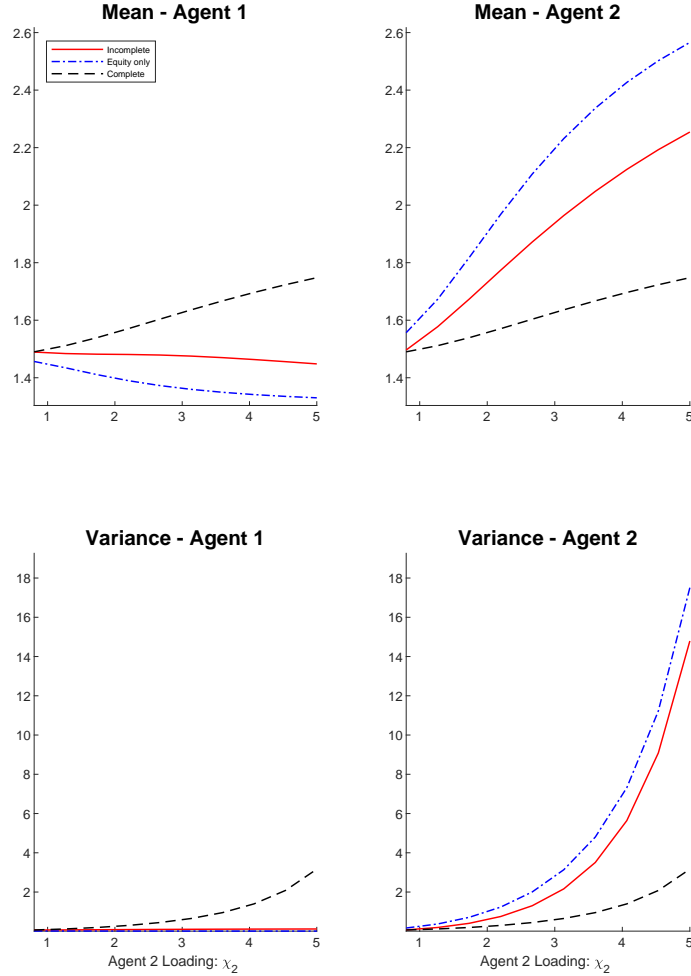 Mean - Agent 1
2.6
2.4
2.2
2
1.8
1.6
1.4
1 2 3 4 5
Incomplete
Equity only
Complete
Mean - Agent 2
2.6
2.4
2.2
2
1.8
1.6
1.4
1 2 3 4 5
Variance - Agent 1
18
16
14
12
10
8
6
4
2
1 2 3 4 5
Agent 2 Loading: χ2
Variance - Agent 2
18
16
14
12
10
8
6
4
2
1 2 3 4 5
Agent 2 Loading: χ2